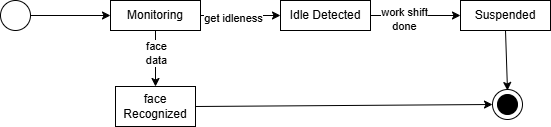 Monitoring
get idleness
Idle Detected
work shift
done
Suspended
face
data
face
Recognized